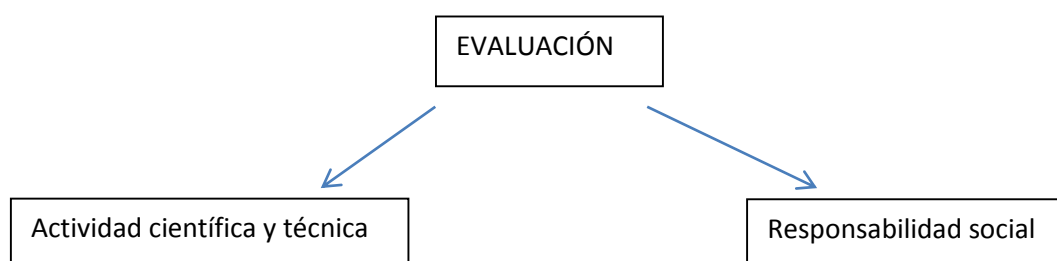 EVALUACIÓN
Actividad científica y técnica
Responsabilidad social